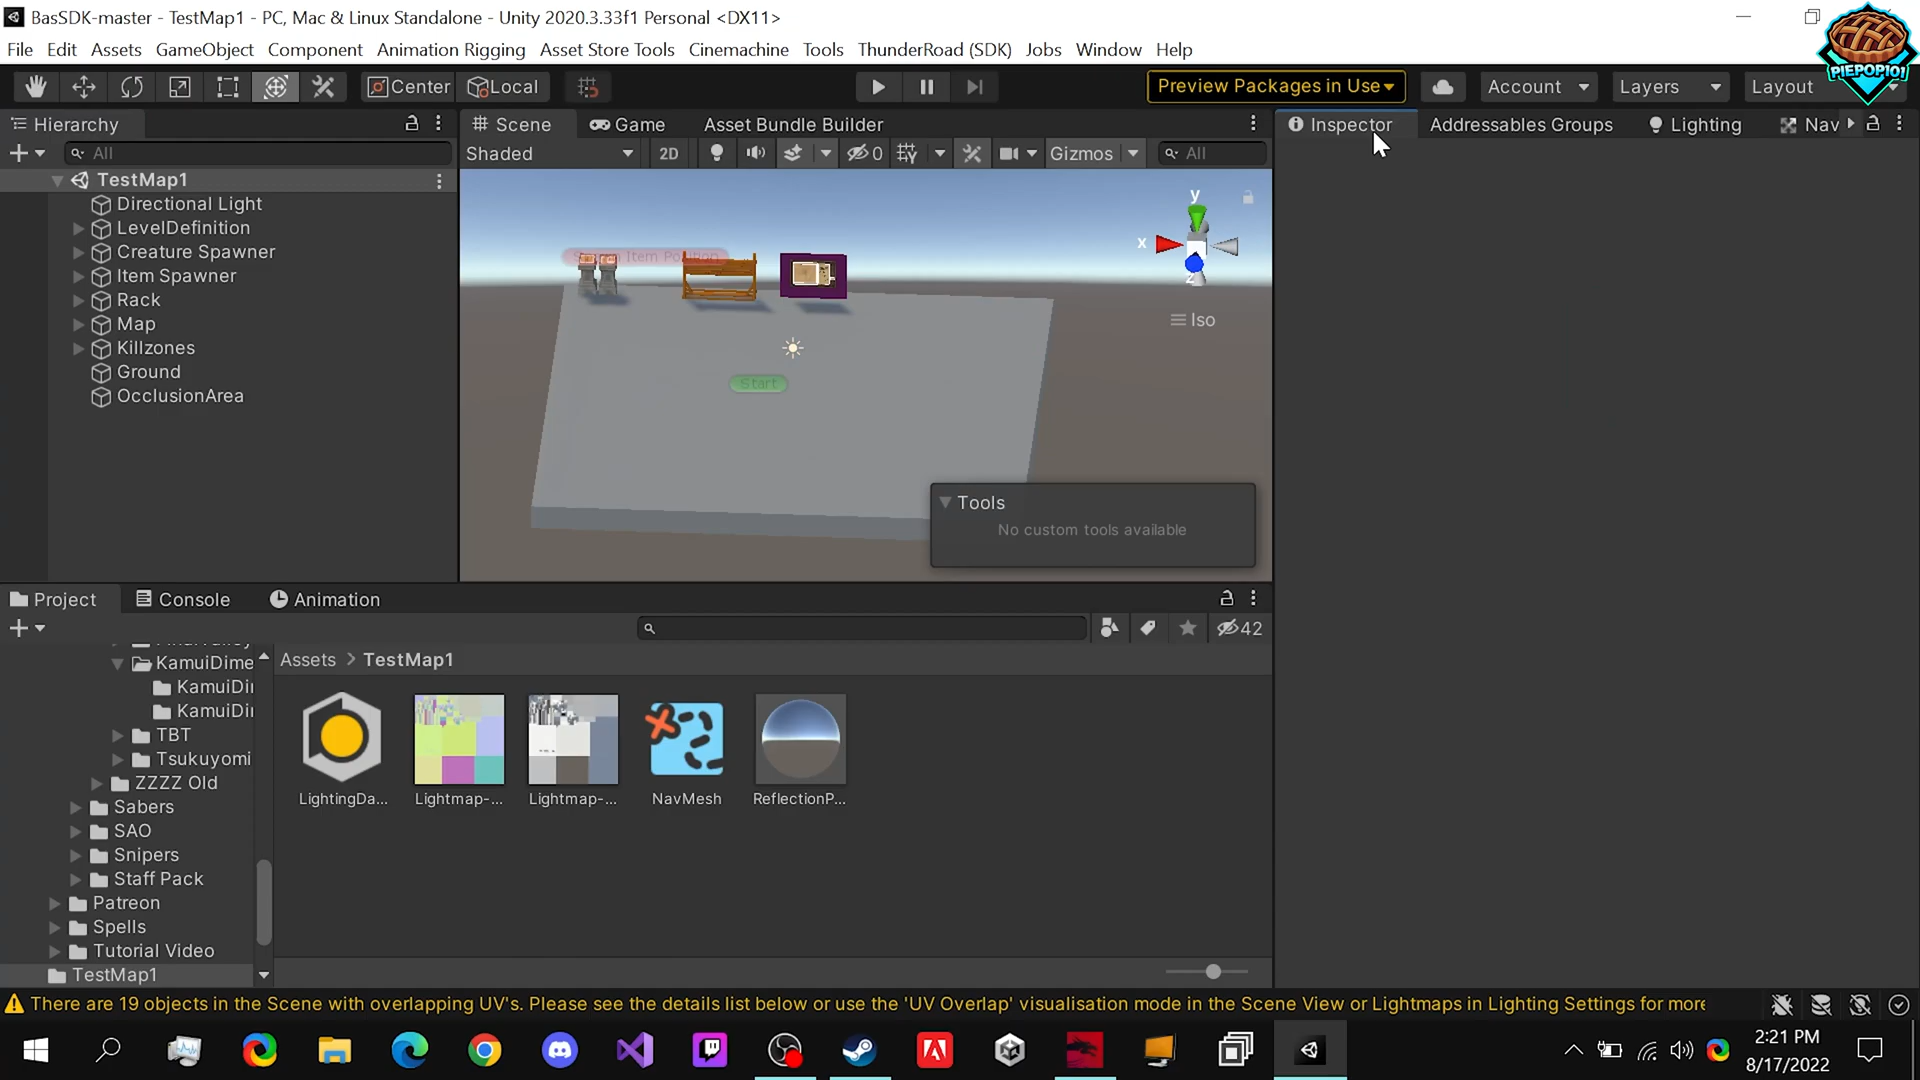 BasSDK-master - TestMap1 - PC, Mac & Linux Standalone - Unity 2020.3.33f1 Personal <DX11>
PIEPOP101
File Edit Assets GameObject Component Animation Rigging Asset Store Tools Cinemachine Tools ThunderRoad (SDK) Jobs Window Help
Center Local Preview Packages in Use Account Layers Layout
Hierarchy
All
TestMap1
Directional Light
LevelDefinition
Creature Spawner
Item Spawner
Rack
Map
Killzones
Ground
OcclusionArea
Scene Game Asset Bundle Builder
Shaded 2D 0 Gizmos All
Item Position
y
x
z
Iso
Start
Tools
No custom tools available
Inspector Addressables Groups Lighting Nav
Project Console Animation
42
KamuiDime
KamuiDi
KamuiDi
TBT
Tsukuyomi
ZZZZ Old
Sabers
SAO
Snipers
Staff Pack
Patreon
Spells
Tutorial Video
TestMap1
Assets > TestMap1
LightingDa... Lightmap-... Lightmap-... NavMesh ReflectionP...
There are 19 objects in the Scene with overlapping UV's. Please see the details list below or use the 'UV Overlap' visualisation mode in the Scene View or Lightmaps in Lighting Settings for more
2:21 PM
8/17/2022